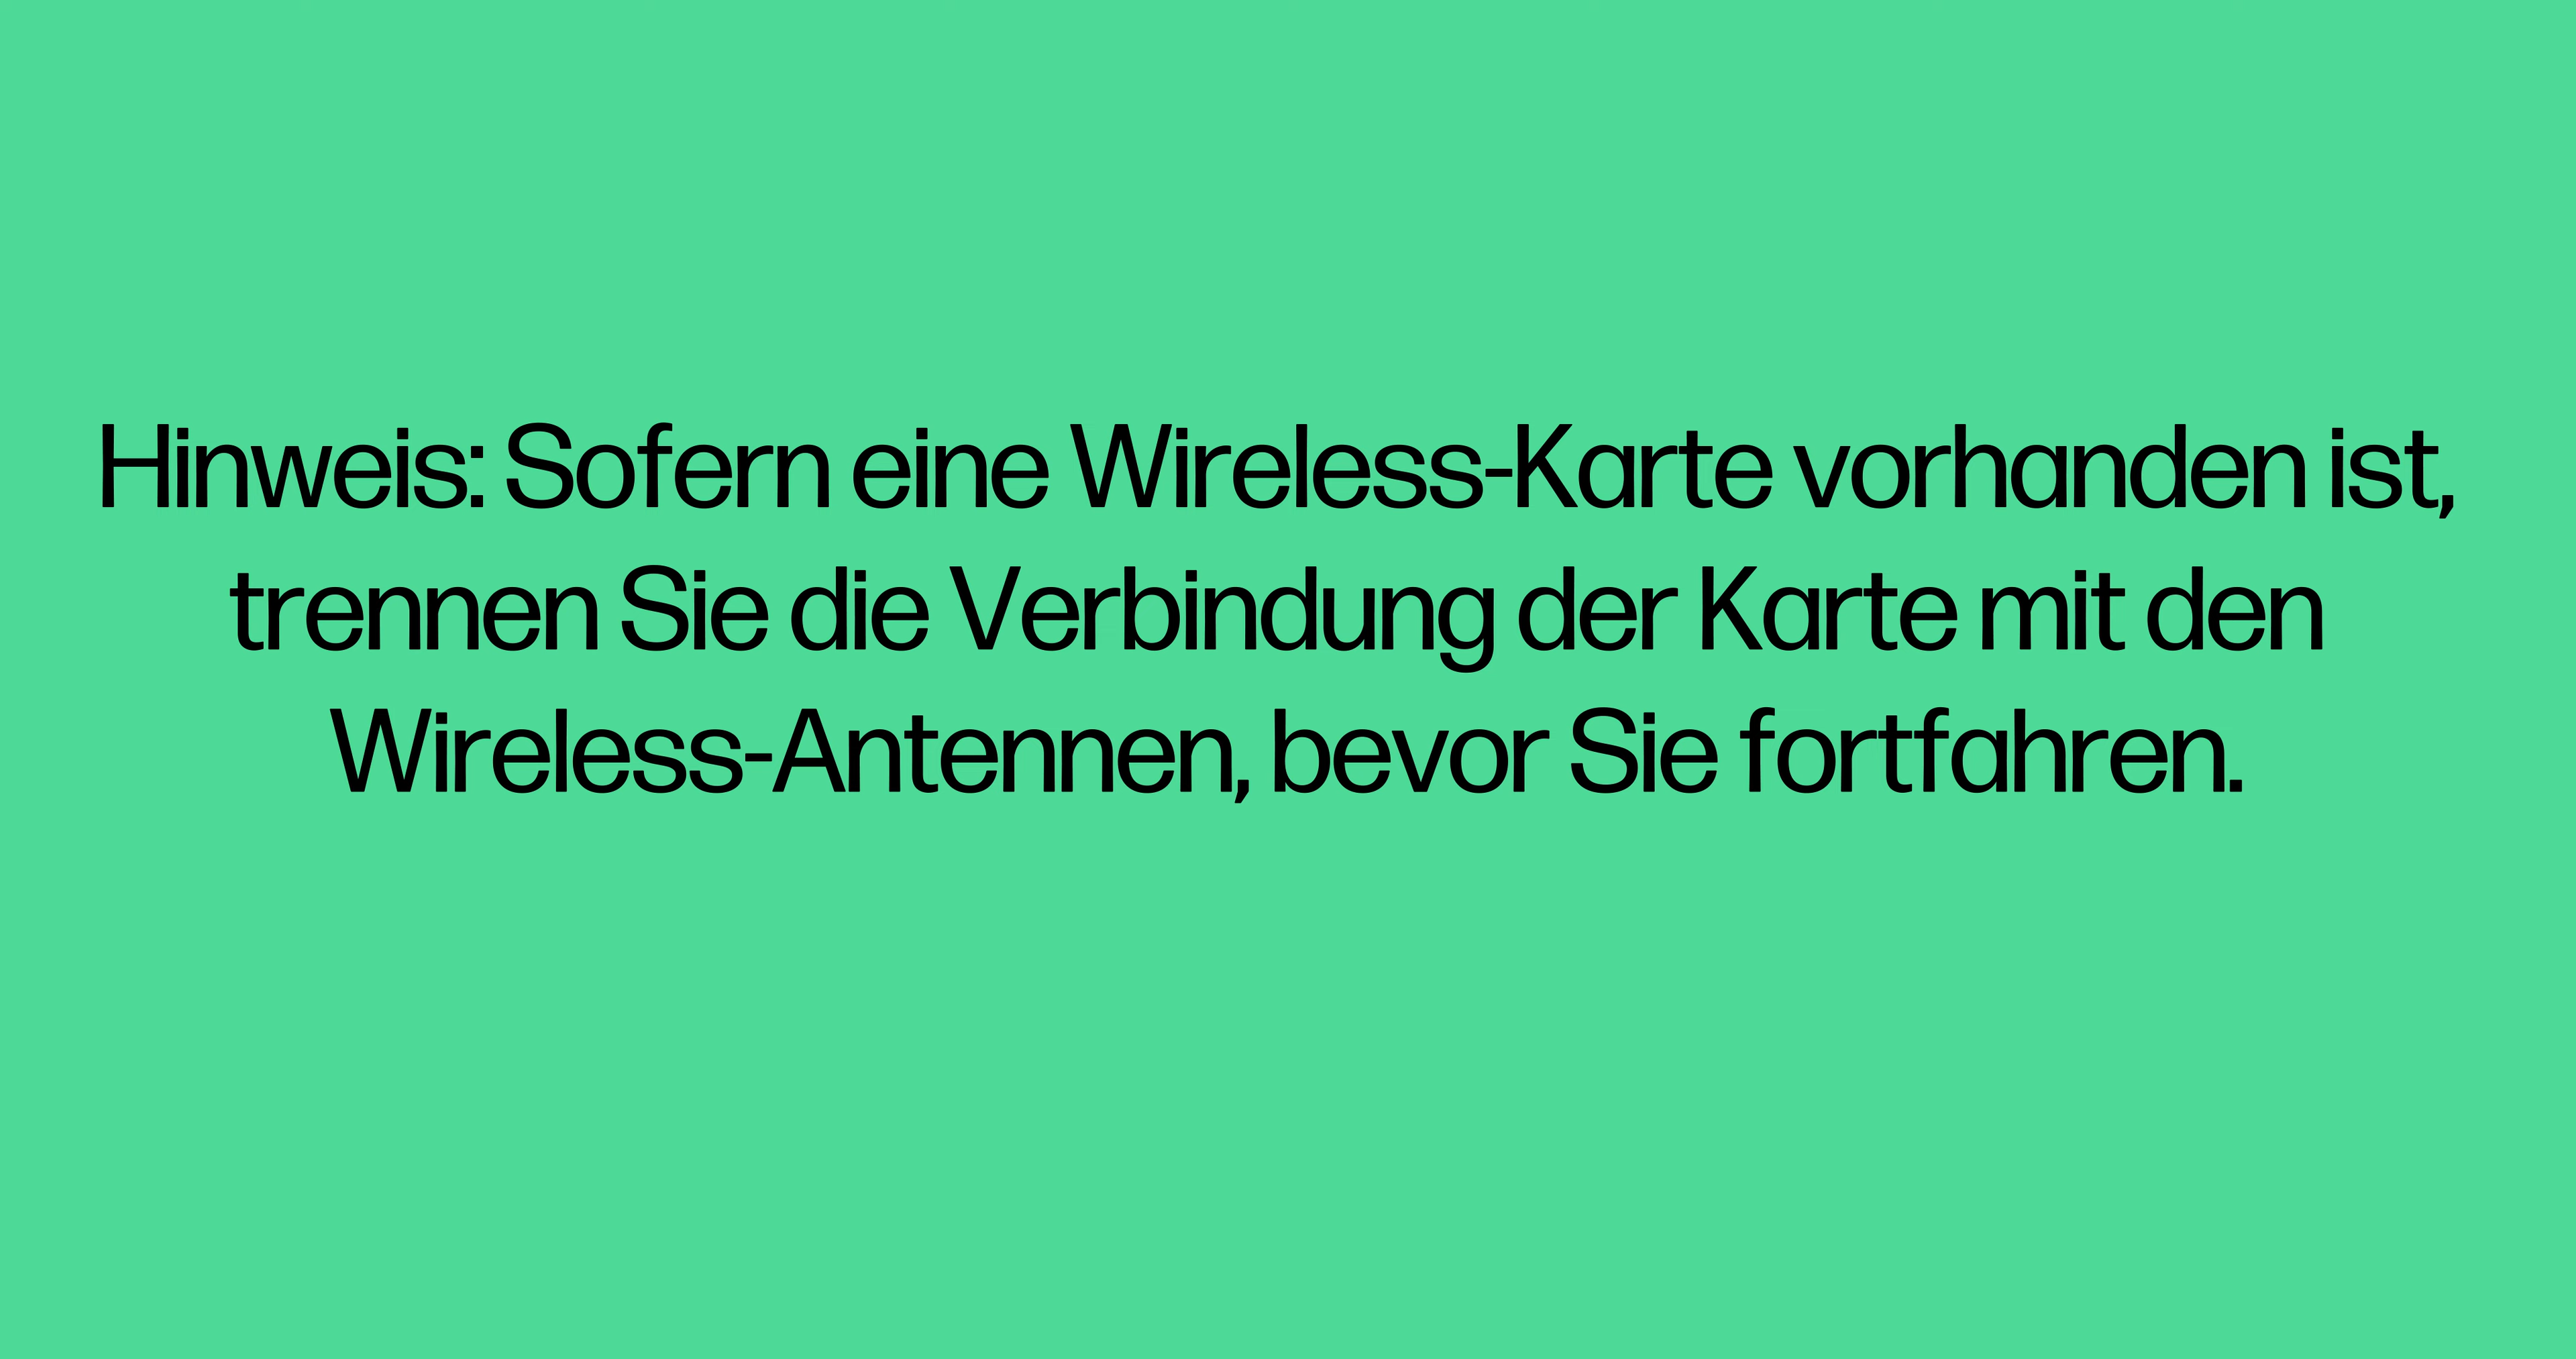 Hinweis: Sofern eine Wireless-Karte vorhanden ist,
trennen Sie die Verbindung der Karte mit den
Wireless-Antennen, bevor Sie fortfahren.